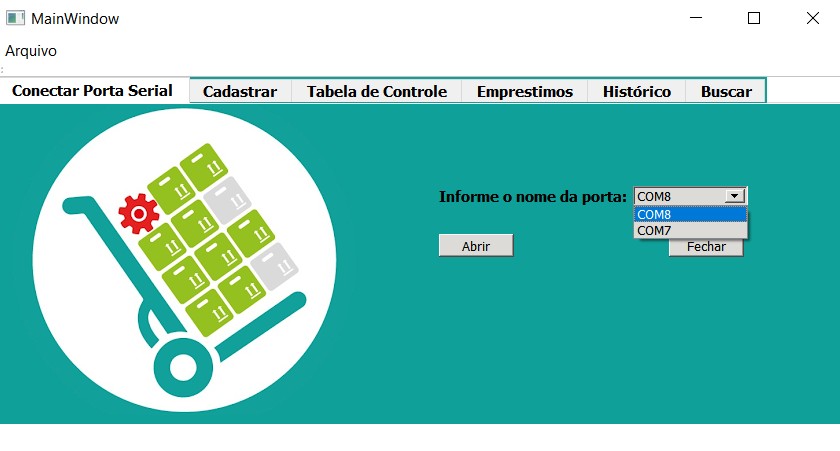 MainWindow
Arquivo
Conectar Porta Serial Cadastrar Tabela de Controle Emprestimos Histórico Buscar
Informe o nome da porta: COM8
COM8
COM7
Abrir Fechar